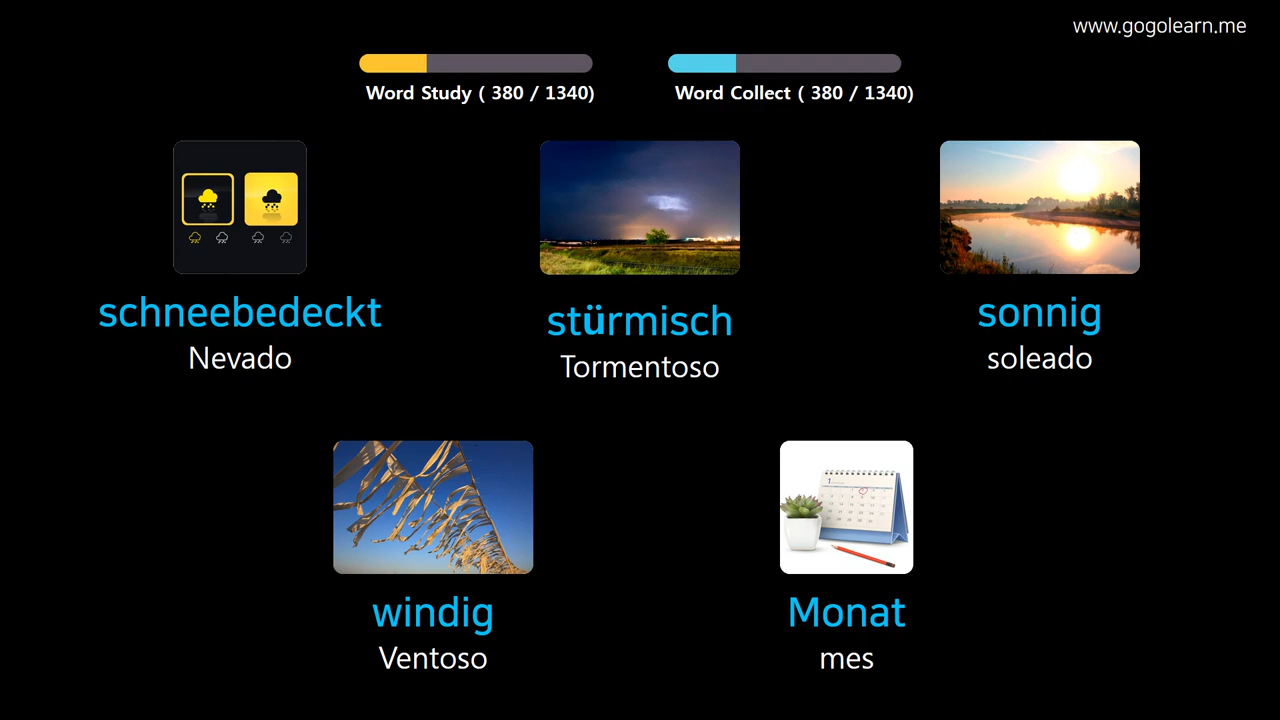 www.gogolearn.me
Word Study ( 380 / 1340)
Word Collect ( 380 / 1340)
schneebedeckt
Nevado
stürmisch
Tormentoso
sonnig
soleado
windig
Ventoso
Monat
mes